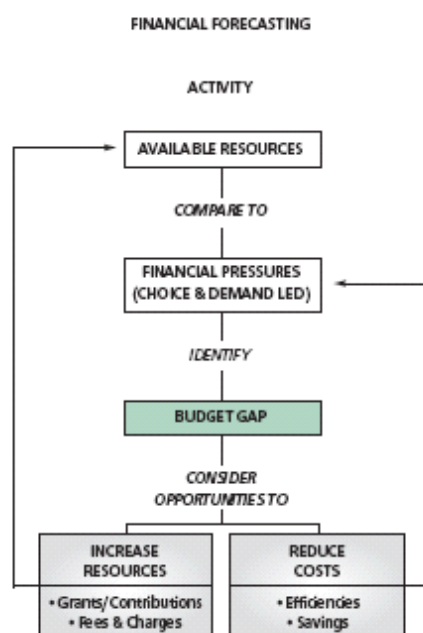 FINANCIAL FORECASTING
ACTIVITY
AVAILABLE RESOURCES
COMPARE TO
FINANCIAL PRESSURES
(CHOICE & DEMAND LED)
IDENTIFY
BUDGET GAP
CONSIDER
OPPORTUNITIES TO
INCREASE
RESOURCES
• Grants/Contributions
• Fees & Charges
REDUCE
COSTS
• Efficiencies
• Savings